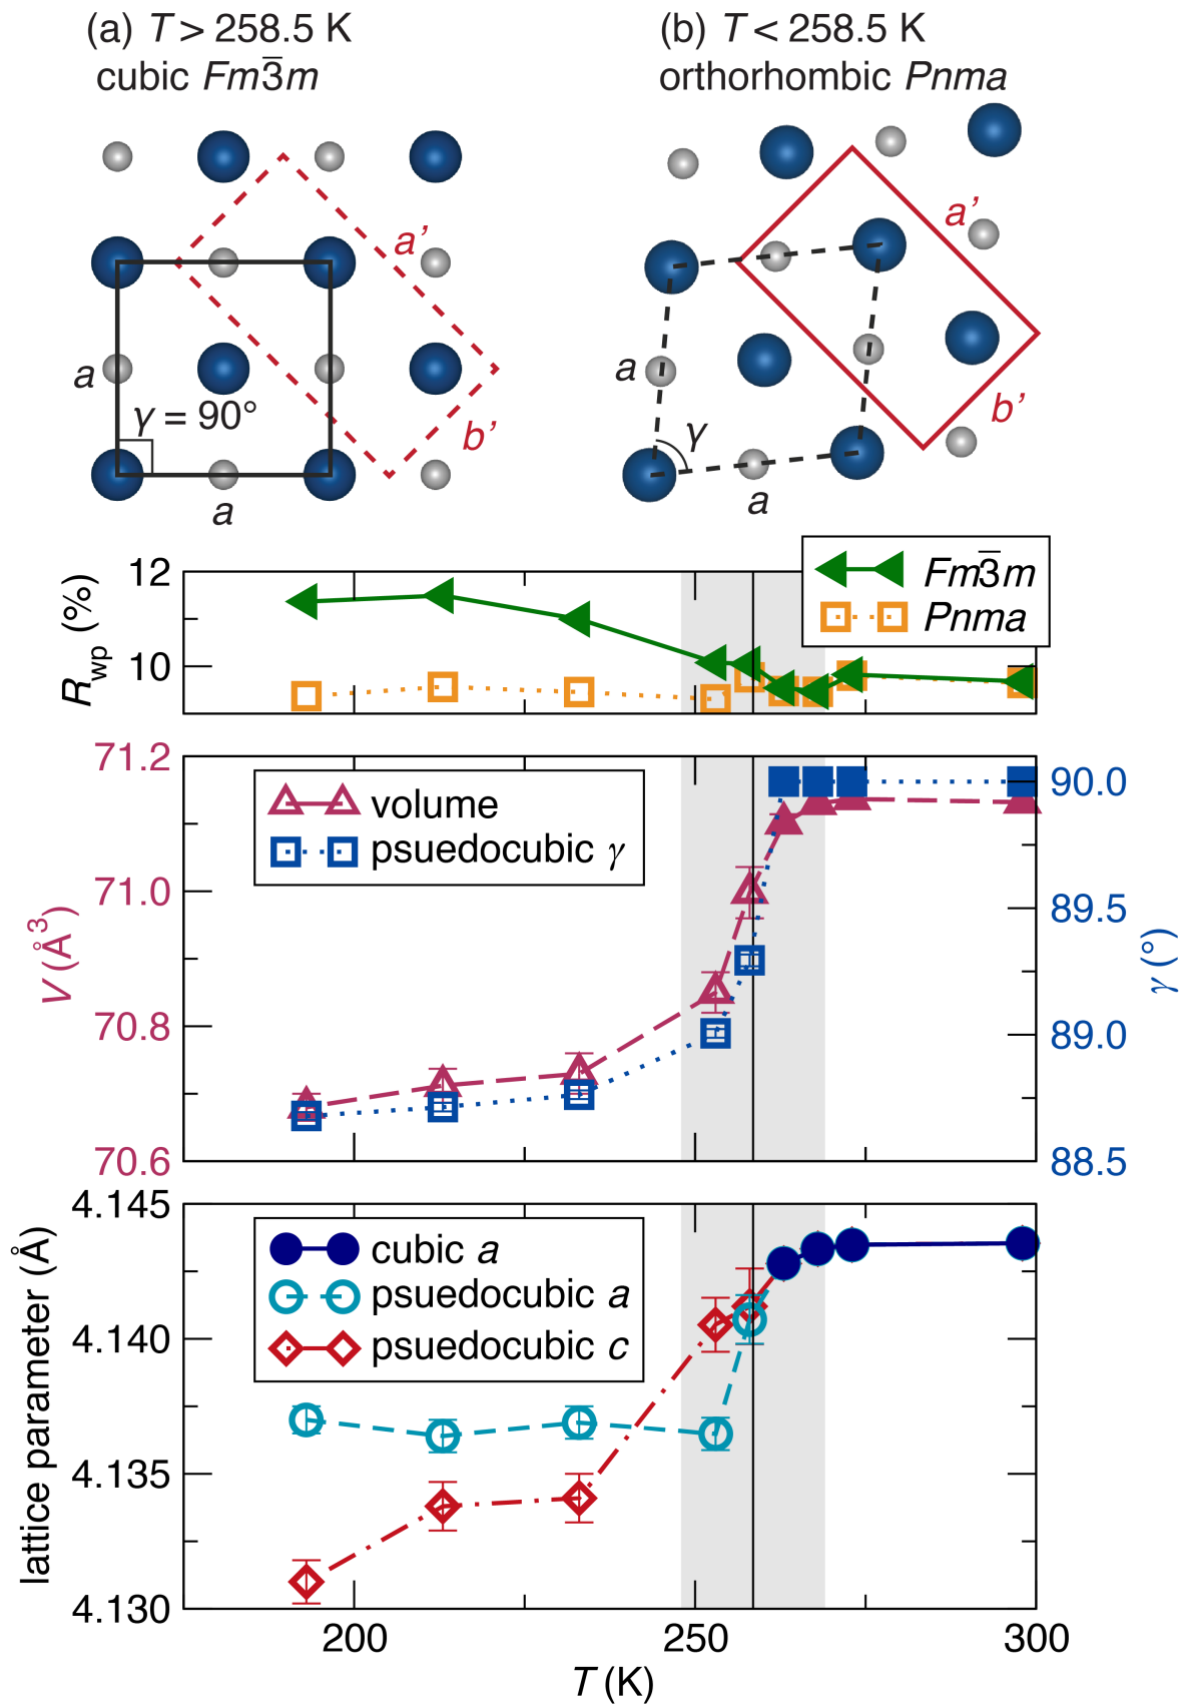 (a) T > 258.5 K
cubic Fm3̅m
(b) T < 258.5 K
orthorhombic Pnma
a’
a
γ = 90°
b’
a
a’
a
γ
b’
a
12
10
Rwp (%)
Fm3̅m
Pnma
71.2
71.0
70.8
70.6
V (Å³)
volume
psuedocubic γ
90.0
89.5
89.0
88.5
γ (°)
4.145
4.140
4.135
4.130
lattice parameter (Å)
cubic a
psuedocubic a
psuedocubic c
200
250
300
T (K)